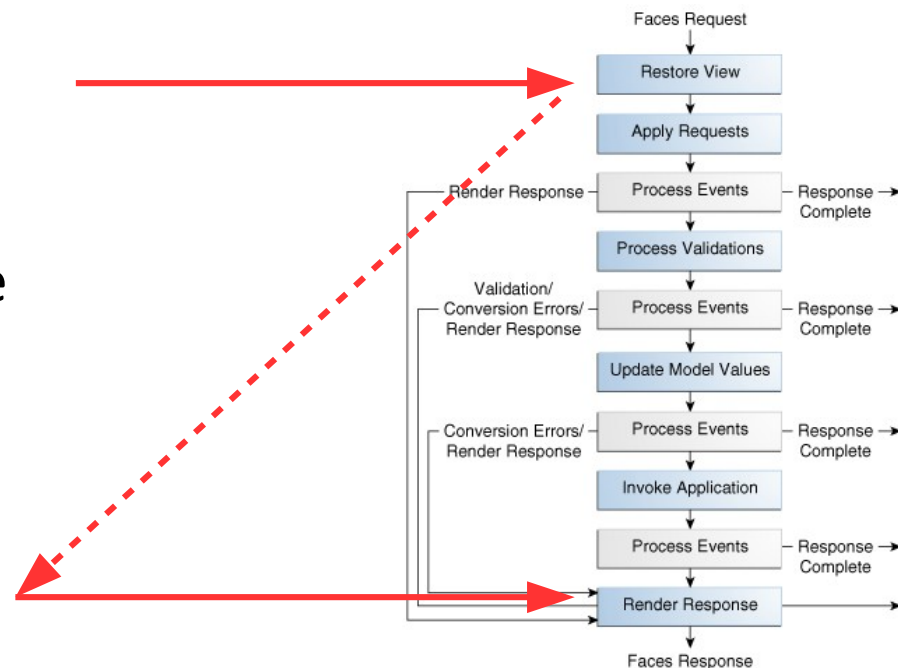 Faces Request
Restore View
Apply Requests
Render Response
Process Events
Response
Complete
Process Validations
e
Validation/
Conversion Errors/
Render Response
Process Events
Response
Complete
Update Model Values
Conversion Errors/
Render Response
Process Events
Response
Complete
Invoke Application
Process Events
Response
Complete
Render Response
Faces Response